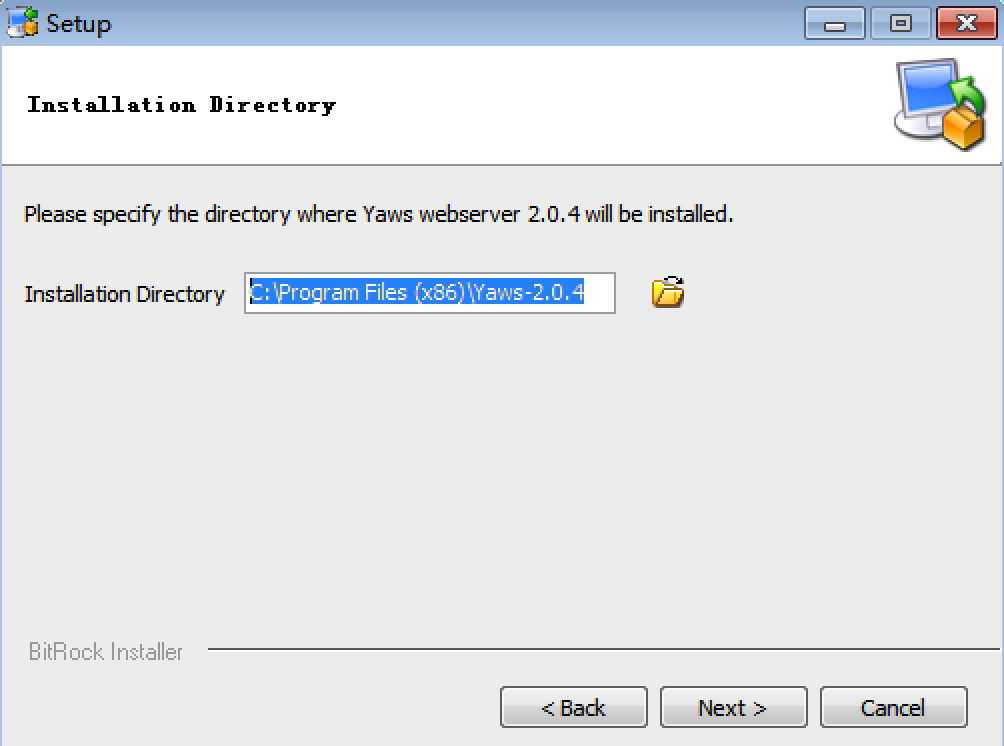 Setup
Installation Directory
Please specify the directory where Yaws webserver 2.0.4 will be installed.
Installation Directory C:\Program Files (x86)\Yaws-2.0.4
BitRock Installer
< Back Next > Cancel